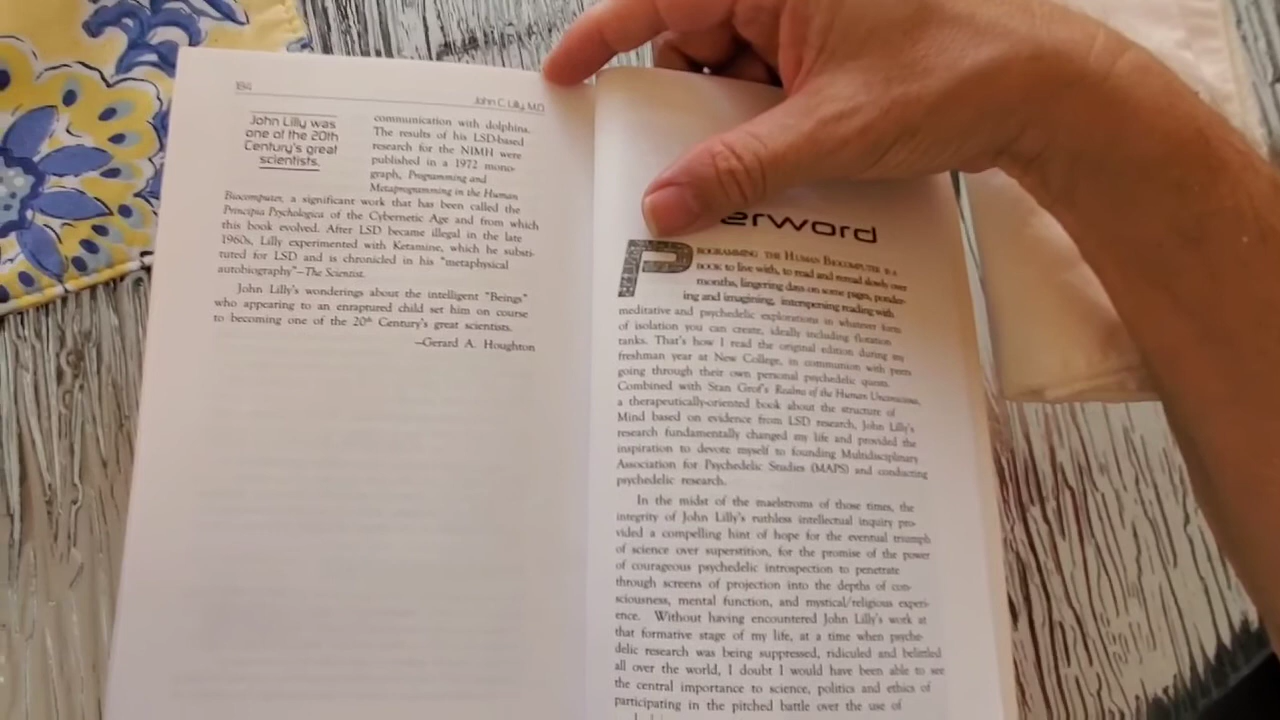 184
John C. Lilly, M.D.
John Lilly was
one of the 20th
Century's great
scientists.
communication with dolphins.
The results of his LSD-based
research for the NIMH were
published in a 1972 mono-
graph, Programming and
Metaprogramming in the Human
Biocomputer, a significant work that has been called the
Principia Psychologica of the Cybernetic Age and from which
this book evolved. After LSD became illegal in the late
1960s, Lilly experimented with Ketamine, which he substi-
tuted for LSD and is chronicled in his "metaphysical
autobiography"—The Scientist.
John Lilly's wonderings about the intelligent "Beings"
who appearing to an enraptured child set him on course
to becoming one of the 20th Century's great scientists.
—Gerard A. Houghton
erword
PROGRAMMING THE HUMAN BIOCOMPUTER IS A
BOOK to live with, to read and reread slowly over
months, lingering days on some pages, ponder-
ing and imagining, interspersing reading with
meditative and psychedelic explorations in whatever form
of isolation you can create, ideally including flotation
tanks. That's how I read the original edition during my
freshman year at New College, in communion with peers
going through their own personal psychedelic quests.
Combined with Stan Grof's Realms of the Human Unconscious,
a therapeutically-oriented book about the structure of
Mind based on evidence from LSD research, John Lilly's
research fundamentally changed my life and provided the
inspiration to devote myself to founding Multidisciplinary
Association for Psychedelic Studies (MAPS) and conducting
psychedelic research.
In the midst of the maelstroms of those times, the
integrity of John Lilly's ruthless intellectual inquiry pro-
vided a compelling hint of hope for the eventual triumph
of science over superstition, for the promise of the power
of courageous psychedelic introspection to penetrate
through screens of projection into the depths of con-
sciousness, mental function, and mystical/religious experi-
ence. Without having encountered John Lilly's work at
that formative stage of my life, at a time when psyche-
delic research was being suppressed, ridiculed and belittled
all over the world, I doubt I would have been able to see
the central importance to science, politics and ethics of
participating in the pitched battle over the use of